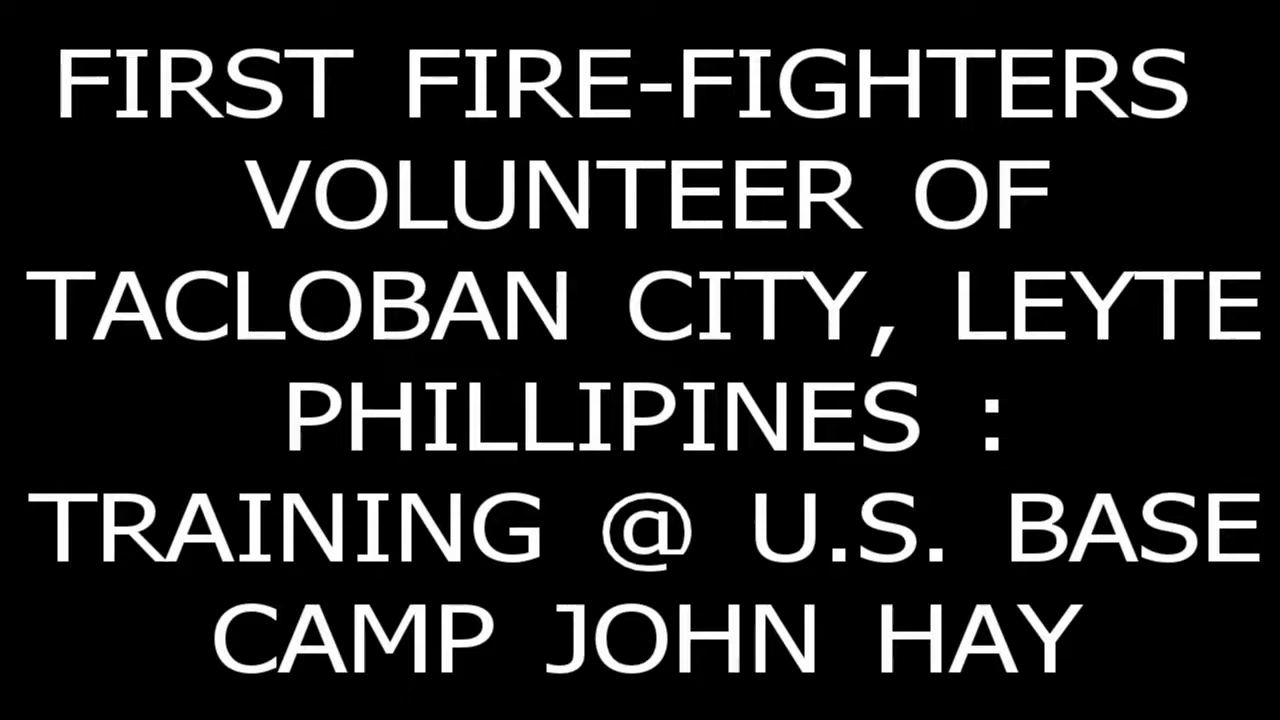 FIRST FIRE-FIGHTERS
VOLUNTEER OF
TACLOBAN CITY, LEYTE
PHILLIPINES :
TRAINING @ U.S. BASE
CAMP JOHN HAY